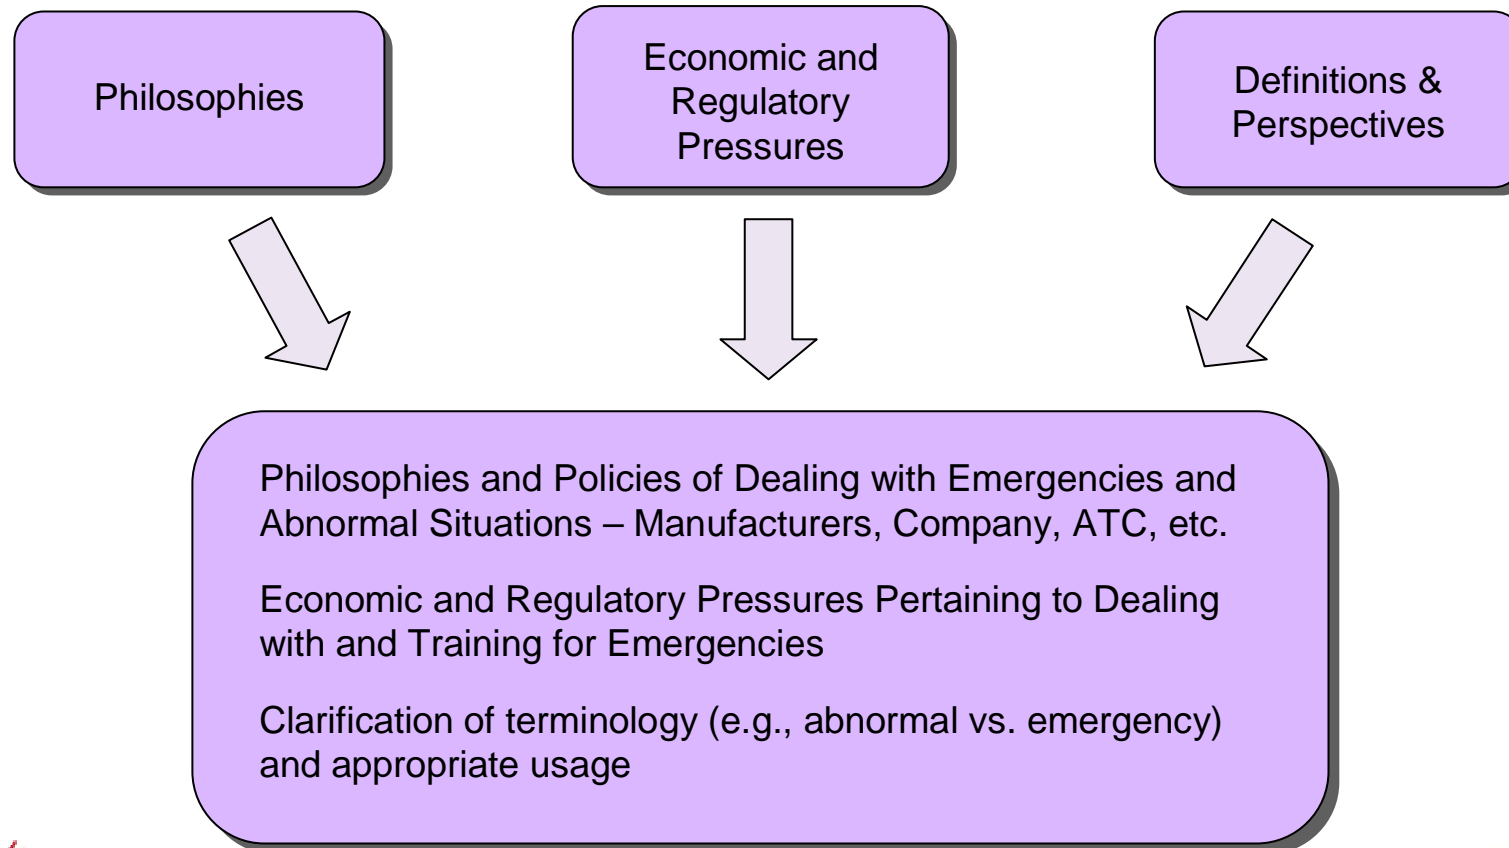 Philosophies
Economic and
Regulatory
Pressures
Definitions &
Perspectives
Philosophies and Policies of Dealing with Emergencies and
Abnormal Situations – Manufacturers, Company, ATC, etc.
Economic and Regulatory Pressures Pertaining to Dealing
with and Training for Emergencies
Clarification of terminology (e.g., abnormal vs. emergency)
and appropriate usage